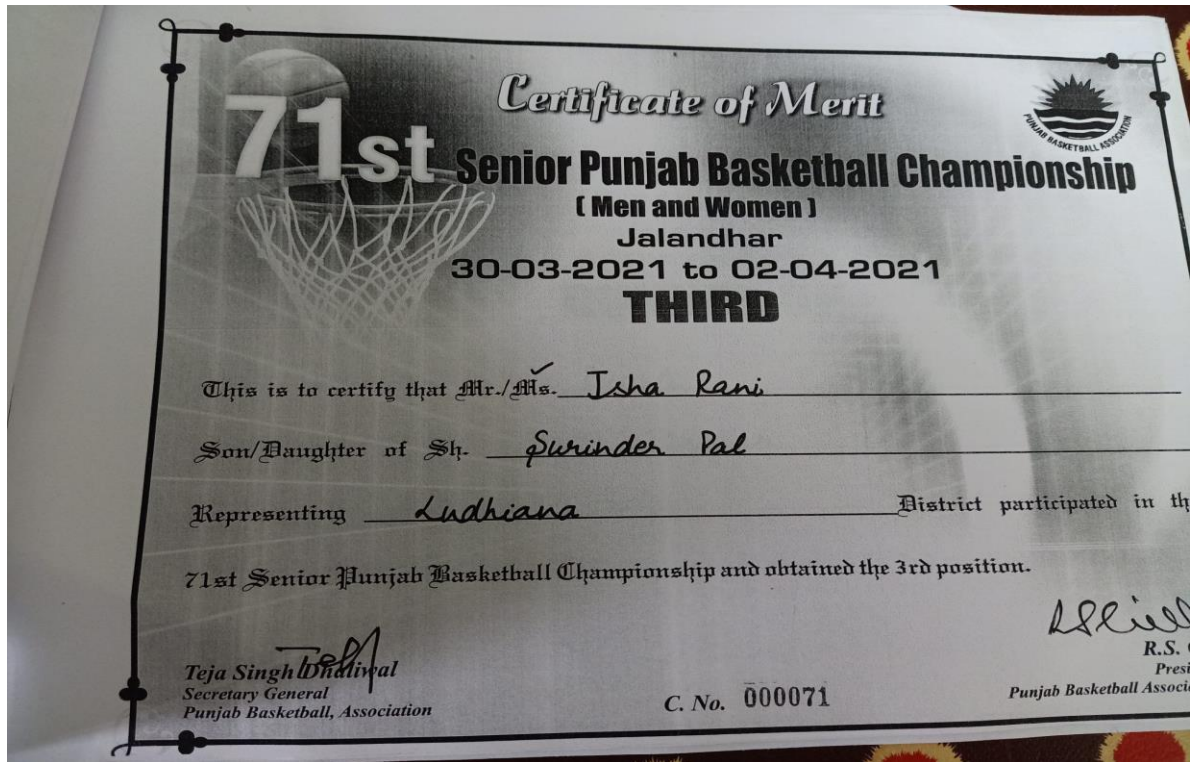 Certificate of Merit
71st
PUNJAB BASKETBALL ASSOCIATION
Senior Punjab Basketball Championship
( Men and Women )
Jalandhar
30-03-2021 to 02-04-2021
THIRD
This is to certify that Mr./Ms. Isha Rani
Son/Daughter of Sh. Surinder Pal
Representing Ludhiana District participated in
71st Senior Punjab Basketball Championship and obtained the 3rd position.
Teja Singh Dhaliwal
Secretary General
Punjab Basketball, Association
C. No. 000071
R.S.
Punjab Basketball